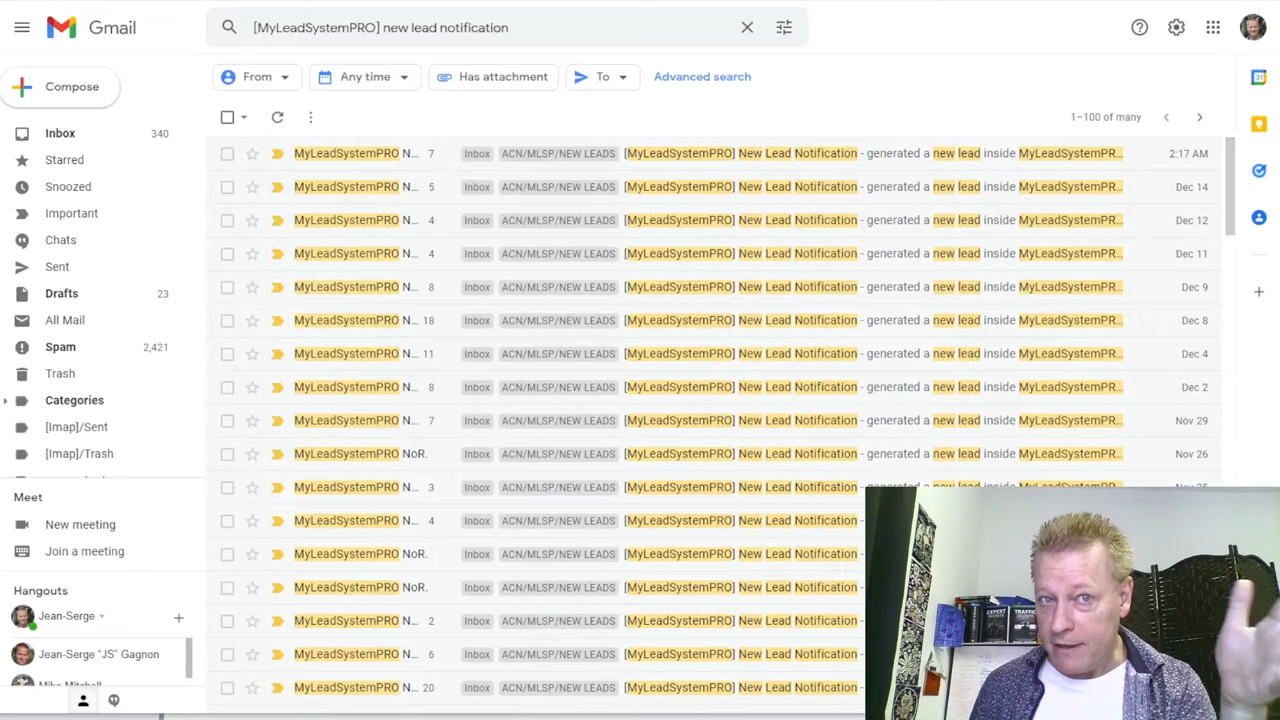 Gmail
[MyLeadSystemPRO] new lead notification
From
Any time
Has attachment
To
Advanced search
Compose
1–100 of many
Inbox 340
Starred
Snoozed
Important
Chats
Sent
Drafts 23
All Mail
Spam 2,421
Trash
Categories
[Imap]/Sent
[Imap]/Trash
Meet
New meeting
Join a meeting
Hangouts
Jean-Serge
Jean-Serge "JS" Gagnon
Mike Mitchell
MyLeadSystemPRO N... 7 Inbox ACN/MLSP/NEW LEADS [MyLeadSystemPRO] New Lead Notification - generated a new lead inside MyLeadSystemPR... 2:17 AM
MyLeadSystemPRO N... 5 Inbox ACN/MLSP/NEW LEADS [MyLeadSystemPRO] New Lead Notification - generated a new lead inside MyLeadSystemPR... Dec 14
MyLeadSystemPRO N... 4 Inbox ACN/MLSP/NEW LEADS [MyLeadSystemPRO] New Lead Notification - generated a new lead inside MyLeadSystemPR... Dec 12
MyLeadSystemPRO N... 4 Inbox ACN/MLSP/NEW LEADS [MyLeadSystemPRO] New Lead Notification - generated a new lead inside MyLeadSystemPR... Dec 11
MyLeadSystemPRO N... 8 Inbox ACN/MLSP/NEW LEADS [MyLeadSystemPRO] New Lead Notification - generated a new lead inside MyLeadSystemPR... Dec 9
MyLeadSystemPRO N... 18 Inbox ACN/MLSP/NEW LEADS [MyLeadSystemPRO] New Lead Notification - generated a new lead inside MyLeadSystemPR... Dec 8
MyLeadSystemPRO N... 11 Inbox ACN/MLSP/NEW LEADS [MyLeadSystemPRO] New Lead Notification - generated a new lead inside MyLeadSystemPR... Dec 4
MyLeadSystemPRO N... 8 Inbox ACN/MLSP/NEW LEADS [MyLeadSystemPRO] New Lead Notification - generated a new lead inside MyLeadSystemPR... Dec 2
MyLeadSystemPRO N... 7 Inbox ACN/MLSP/NEW LEADS [MyLeadSystemPRO] New Lead Notification - generated a new lead inside MyLeadSystemPR... Nov 29
MyLeadSystemPRO NoR. Inbox ACN/MLSP/NEW LEADS [MyLeadSystemPRO] New Lead Notification - generated a new lead inside MyLeadSystemPR... Nov 26
MyLeadSystemPRO N... 3 Inbox ACN/MLSP/NEW LEADS [MyLeadSystemPRO] New Lead Notification - generated a new lead inside MyLeadSystemPR... Nov 25
MyLeadSystemPRO N... 4 Inbox ACN/MLSP/NEW LEADS [MyLeadSystemPRO] New Lead Notification -
MyLeadSystemPRO NoR. Inbox ACN/MLSP/NEW LEADS [MyLeadSystemPRO] New Lead Notification -
MyLeadSystemPRO NoR. Inbox ACN/MLSP/NEW LEADS [MyLeadSystemPRO] New Lead Notification -
MyLeadSystemPRO N... 2 Inbox ACN/MLSP/NEW LEADS [MyLeadSystemPRO] New Lead Notification -
MyLeadSystemPRO N... 6 Inbox ACN/MLSP/NEW LEADS [MyLeadSystemPRO] New Lead Notification -
MyLeadSystemPRO N... 20 Inbox ACN/MLSP/NEW LEADS [MyLeadSystemPRO] New Lead Notification -
EXPERT
SECRETS
TRAFFIC
SECRETS